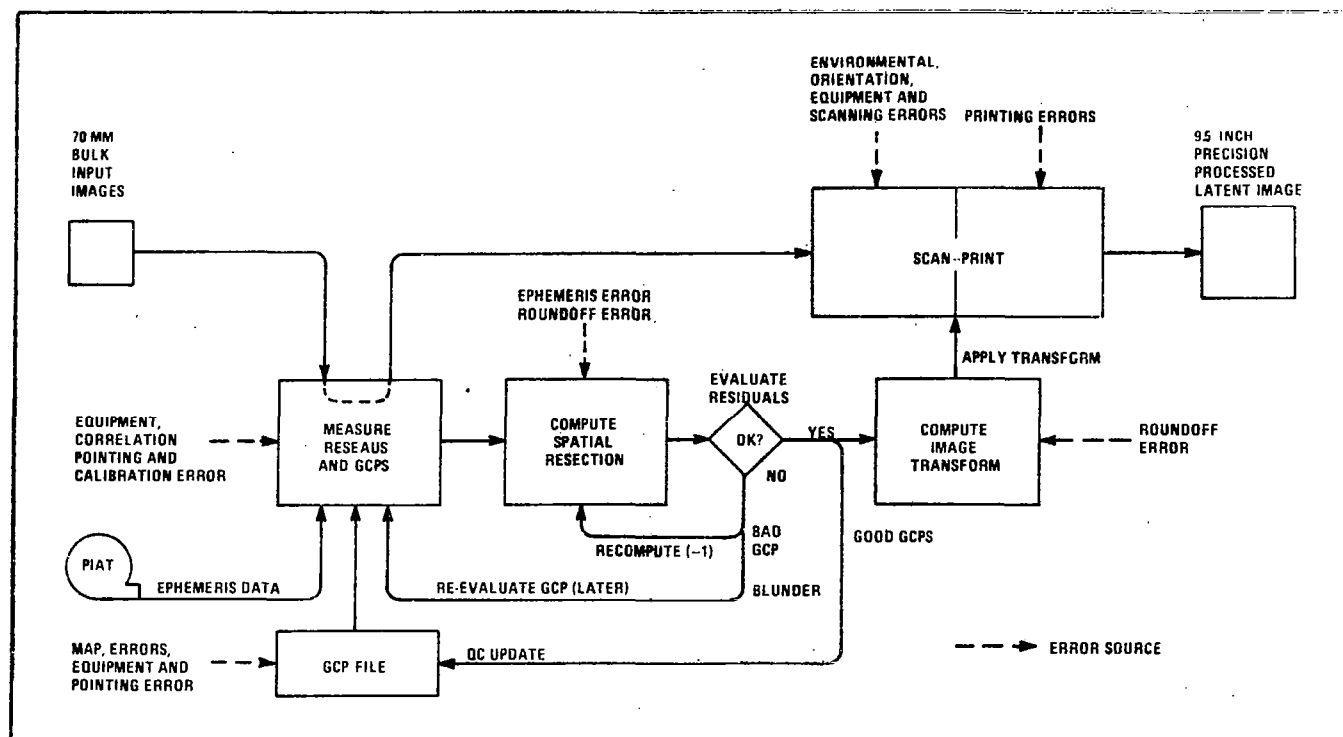 ENVIRONMENTAL,
ORIENTATION,
EQUIPMENT AND
SCANNING ERRORS
PRINTING ERRORS
70 MM
BULK
INPUT
IMAGES
9.5 INCH
PRECISION
PROCESSED
LATENT IMAGE
SCAN--PRINT
EPHEMERIS ERROR
ROUNDOFF ERROR
APPLY TRANSFORM
EVALUATE
RESIDUALS
EQUIPMENT,
CORRELATION
POINTING AND
CALIBRATION ERROR
MEASURE
RESEAUS
AND GCPS
COMPUTE
SPATIAL
RESECTION
OK?
YES
NO
COMPUTE
IMAGE
TRANSFORM
ROUNDOFF
ERROR
RECOMPUTE (-1)
BAD
GCP
GOOD GCPS
PIAT
EPHEMERIS DATA
RE-EVALUATE GCP (LATER)
BLUNDER
MAP, ERRORS,
EQUIPMENT AND
POINTING ERROR
GCP FILE
QC UPDATE
ERROR SOURCE